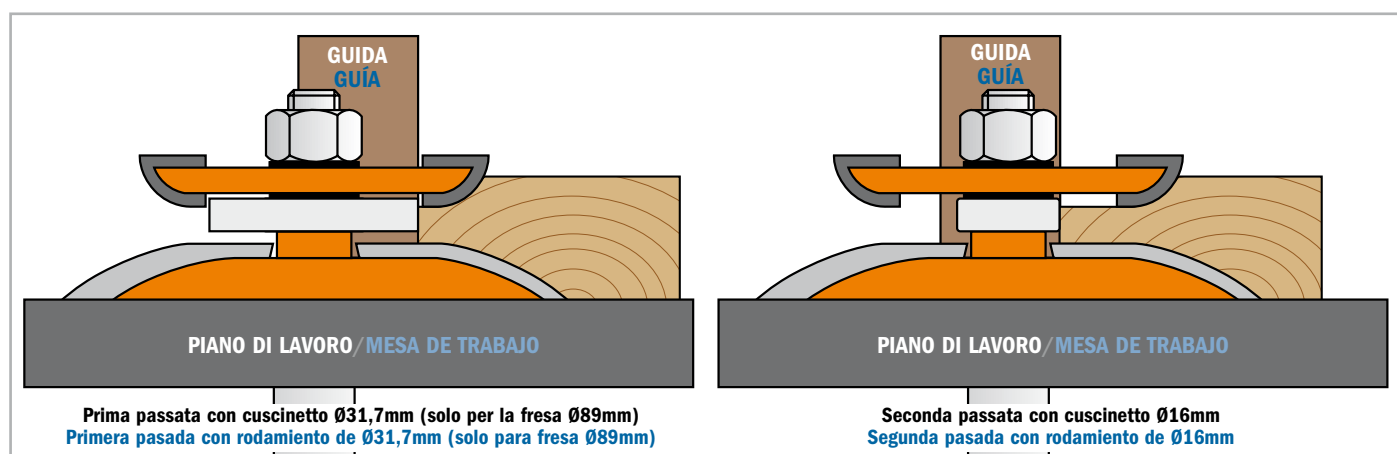 GUIDA
GUÍA
PIANO DI LAVORO/MESA DE TRABAJO
Prima passata con cuscinetto Ø31,7mm (solo per la fresa Ø89mm)
Primera pasada con rodamiento de Ø31,7mm (solo para fresa Ø89mm)
GUIDA
GUÍA
PIANO DI LAVORO/MESA DE TRABAJO
Seconda passata con cuscinetto Ø16mm
Segunda pasada con rodamiento de Ø16mm